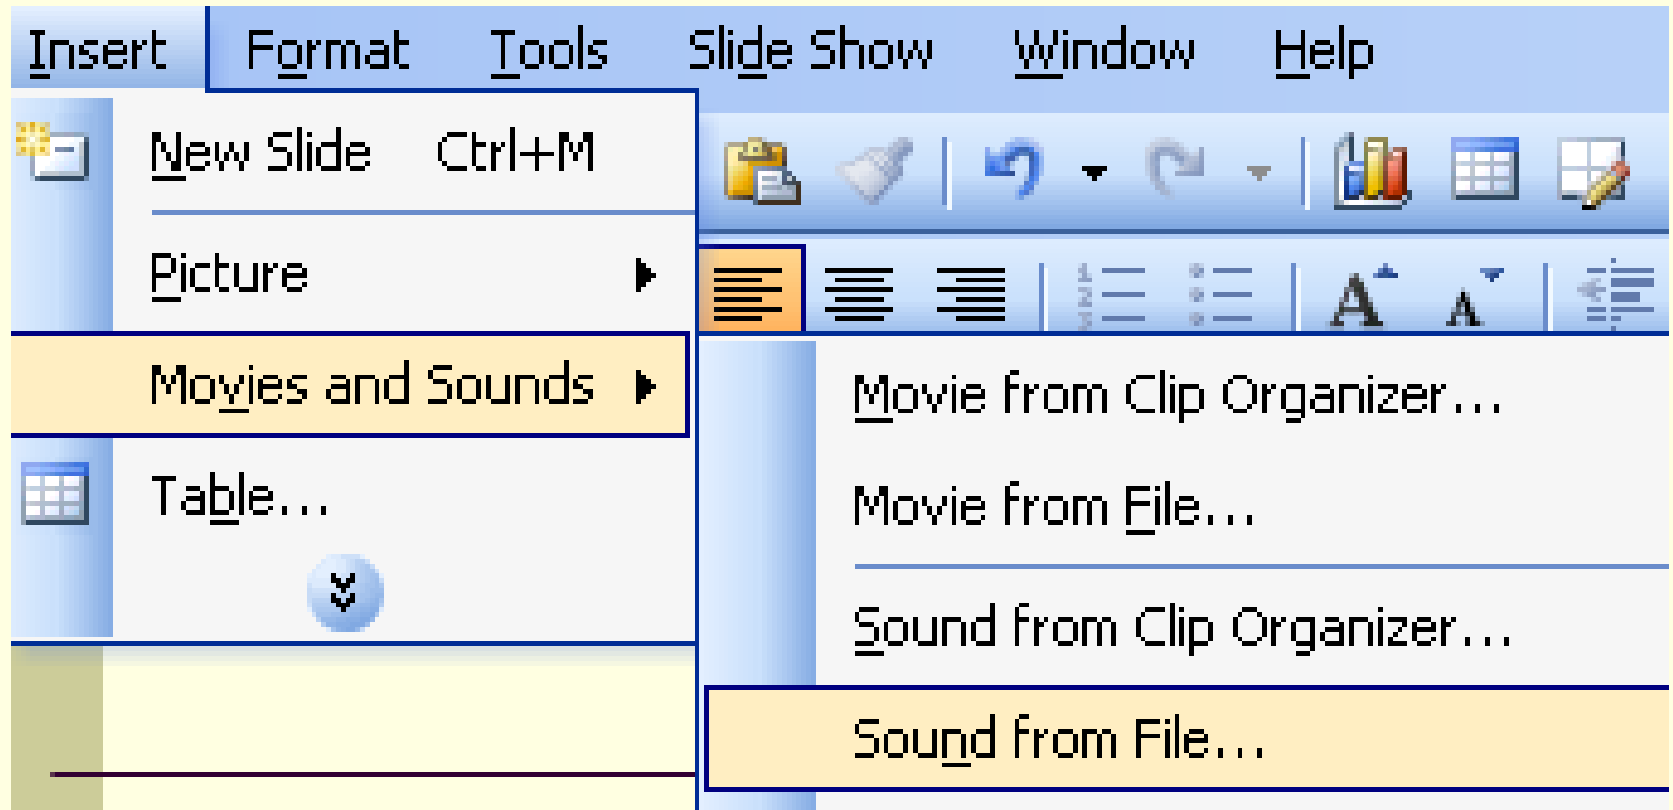 Insert Format Tools Slide Show Window Help
New Slide Ctrl+M
Picture
Movies and Sounds
Table...
Movie from Clip Organizer...
Movie from File...
Sound from Clip Organizer...
Sound from File...